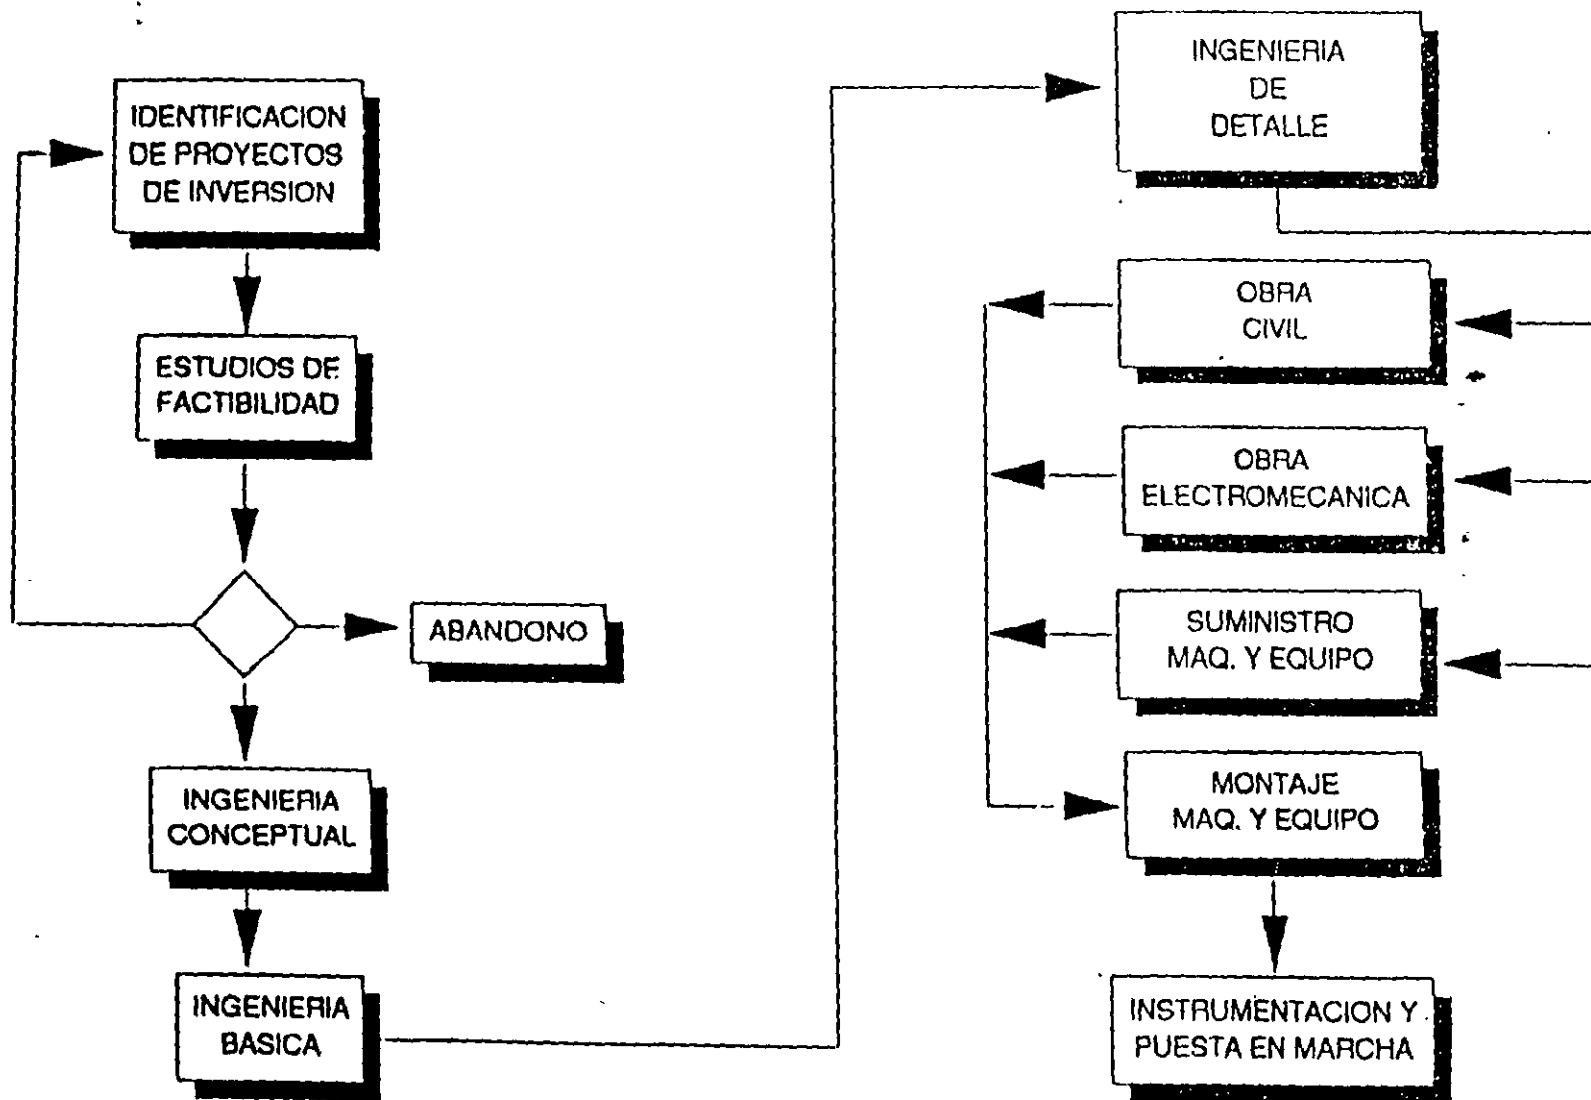 IDENTIFICACION
DE PROYECTOS
DE INVERSION
ESTUDIOS DE
FACTIBILIDAD
ABANDONO
INGENIERIA
CONCEPTUAL
INGENIERIA
BASICA
INGENIERIA
DE
DETALLE
OBRA
CIVIL
OBRA
ELECTROMECANICA
SUMINISTRO
MAQ. Y EQUIPO
MONTAJE
MAQ. Y EQUIPO
INSTRUMENTACION Y
PUESTA EN MARCHA